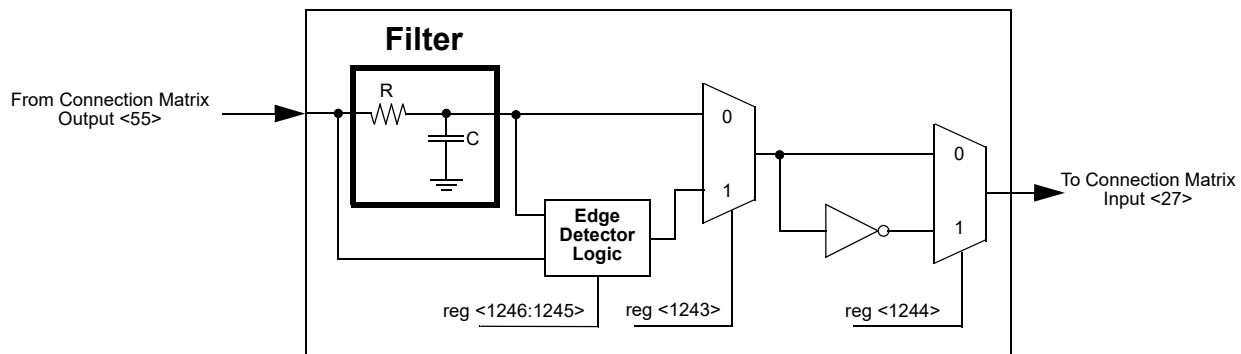 Filter
R
C
From Connection Matrix
Output <55>
0
1
Edge
Detector
Logic
0
1
To Connection Matrix
Input <27>
reg <1246:1245>
reg <1243>
reg <1244>